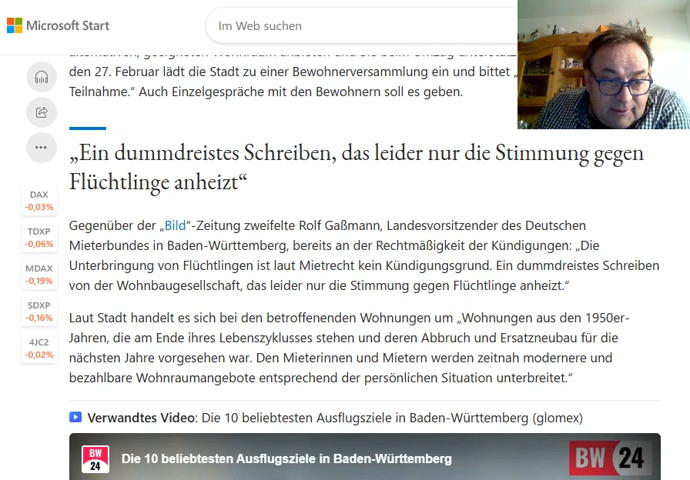 Microsoft Start
Im Web suchen
den 27. Februar lädt die Stadt zu einer Bewohnerversammlung ein und bittet „
Teilnahme.“ Auch Einzelgespräche mit den Bewohnern soll es geben.
„Ein dummdreistes Schreiben, das leider nur die Stimmung gegen
Flüchtlinge anheizt“
DAX
-0,03%
TDXP
-0,06%
MDAX
-0,19%
SDXP
-0,16%
4JC2
-0,02%
Gegenüber der „Bild“-Zeitung zweifelte Rolf Gaßmann, Landesvorsitzender des Deutschen
Mieterbundes in Baden-Württemberg, bereits an der Rechtmäßigkeit der Kündigungen: „Die
Unterbringung von Flüchtlingen ist laut Mietrecht kein Kündigungsgrund. Ein dummdreistes Schreiben
von der Wohnbaugesellschaft, das leider nur die Stimmung gegen Flüchtlinge anheizt.“
Laut Stadt handelt es sich bei den betroffenden Wohnungen um „Wohnungen aus den 1950er-
Jahren, die am Ende ihres Lebenszyklusses stehen und deren Abbruch und Ersatzneubau für die
nächsten Jahre vorgesehen war. Den Mieterinnen und Mietern werden zeitnah modernere und
bezahlbare Wohnraumangebote entsprechend der persönlichen Situation unterbreitet.“
Verwandtes Video: Die 10 beliebtesten Ausflugsziele in Baden-Württemberg (glomex)
BW
24
Die 10 beliebtesten Ausflugsziele in Baden-Württemberg
BW 24